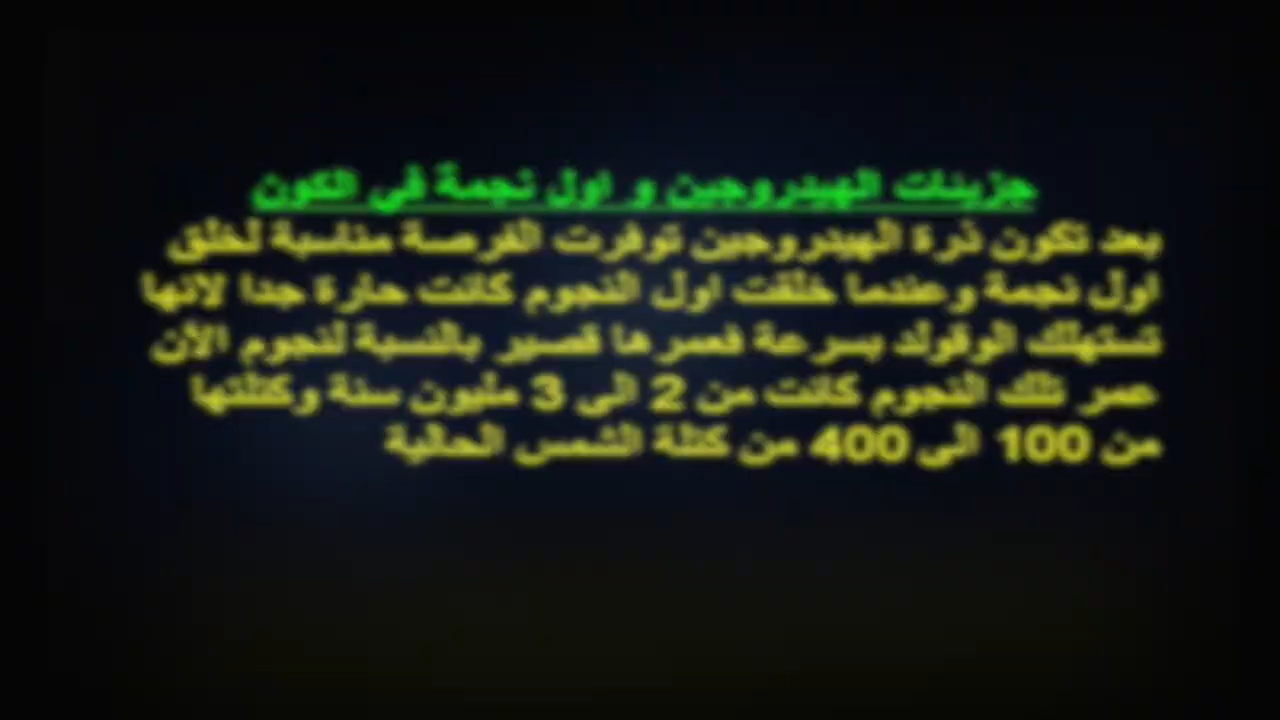 جزيئات الهيدروجين و اول نجمة في الكون
بعد تكون ذرة الهيدروجين توفرت الفرصة مناسبة لخلق
اول نجمة وعندما خلقت اول النجوم كانت حارة جدا لانها
تستهلك الوقولد بسرعة فعمرها قصير بالنسبة لنجوم الآن
عمر تلك النجوم كانت من 2 الى 3 مليون سنة وكتلتها
من 100 الى 400 من كتلة الشمس الحالية